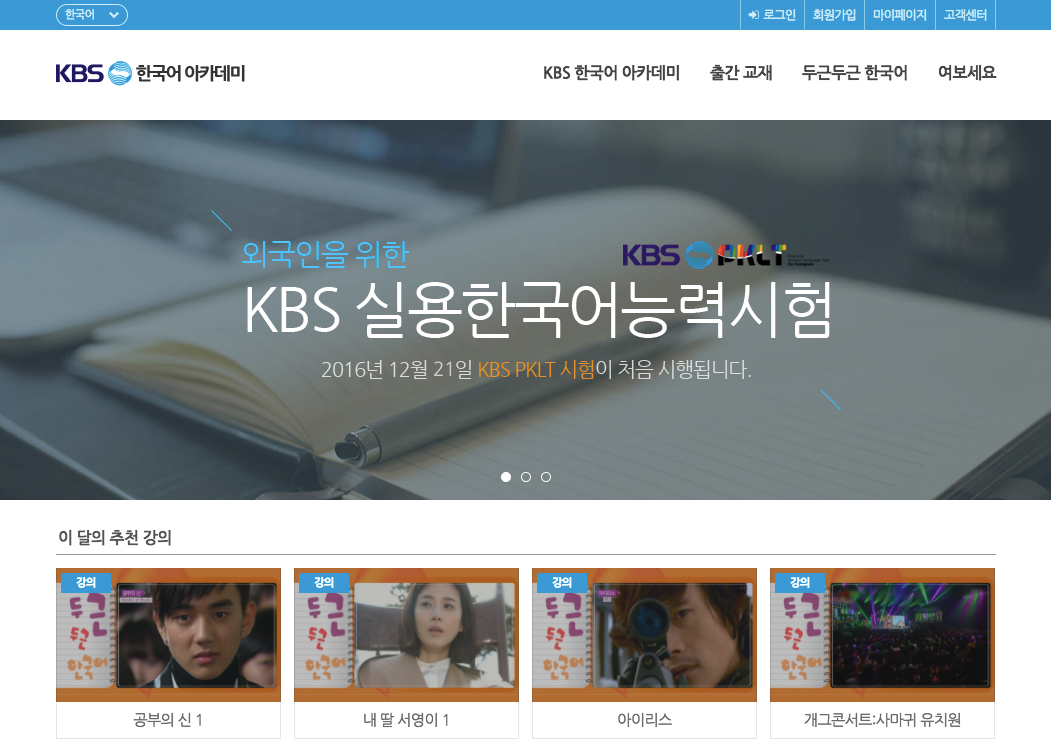 한국어
로그인 회원가입 마이페이지 고객센터
KBS 한국어 아카데미
KBS 한국어 아카데미 출간 교재 두근두근 한국어 여보세요
외국인을 위한
KBS PKLT
KBS 실용한국어능력시험
2016년 12월 21일 KBS PKLT 시험이 처음 시행됩니다.
이 달의 추천 강의
강의 강의 강의 강의
두근 두근 두근 두근
두근 두근 두근 두근
한국어 한국어 한국어 한국어
공부의 신 1 내 딸 서영이 1 아이리스 개그콘서트:사마귀 유치원